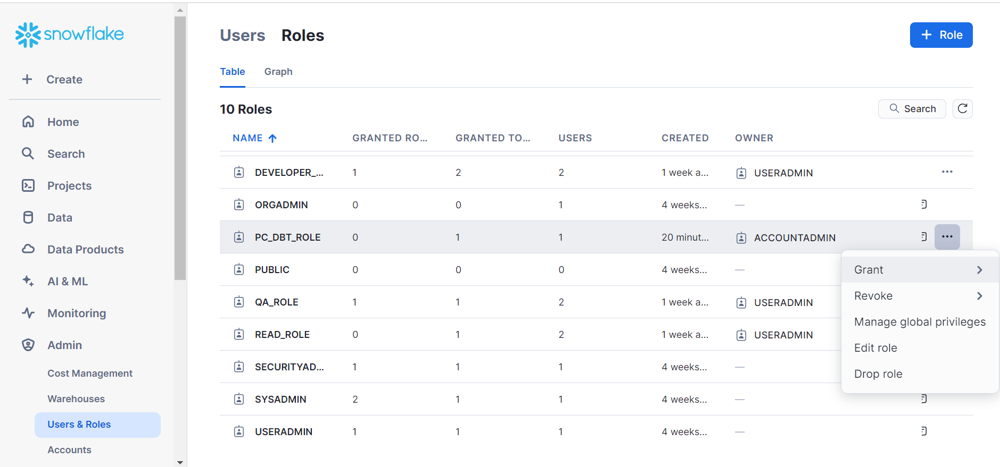 snowflake
Create
Home
Search
Projects
Data
Data Products
AI & ML
Monitoring
Admin
Cost Management
Warehouses
Users & Roles
Accounts
Users Roles
+ Role
Table Graph
10 Roles
Search
NAME GRANTED RO... GRANTED TO... USERS CREATED OWNER
DEVELOPER_... 1 2 2 1 week a... USERADMIN ...
ORGADMIN 0 0 1 4 weeks... —
PC_DBT_ROLE 0 1 1 20 minut... ACCOUNTADMIN ...
PUBLIC 0 0 0 4 weeks... —
QA_ROLE 1 1 2 1 week a... USERADMIN
READ_ROLE 0 1 2 1 week a... USERADMIN
SECURITYAD... 1 1 1 4 weeks... —
SYSADMIN 2 1 1 4 weeks... —
USERADMIN 1 1 1 4 weeks... —
Grant
Revoke
Manage global privileges
Edit role
Drop role